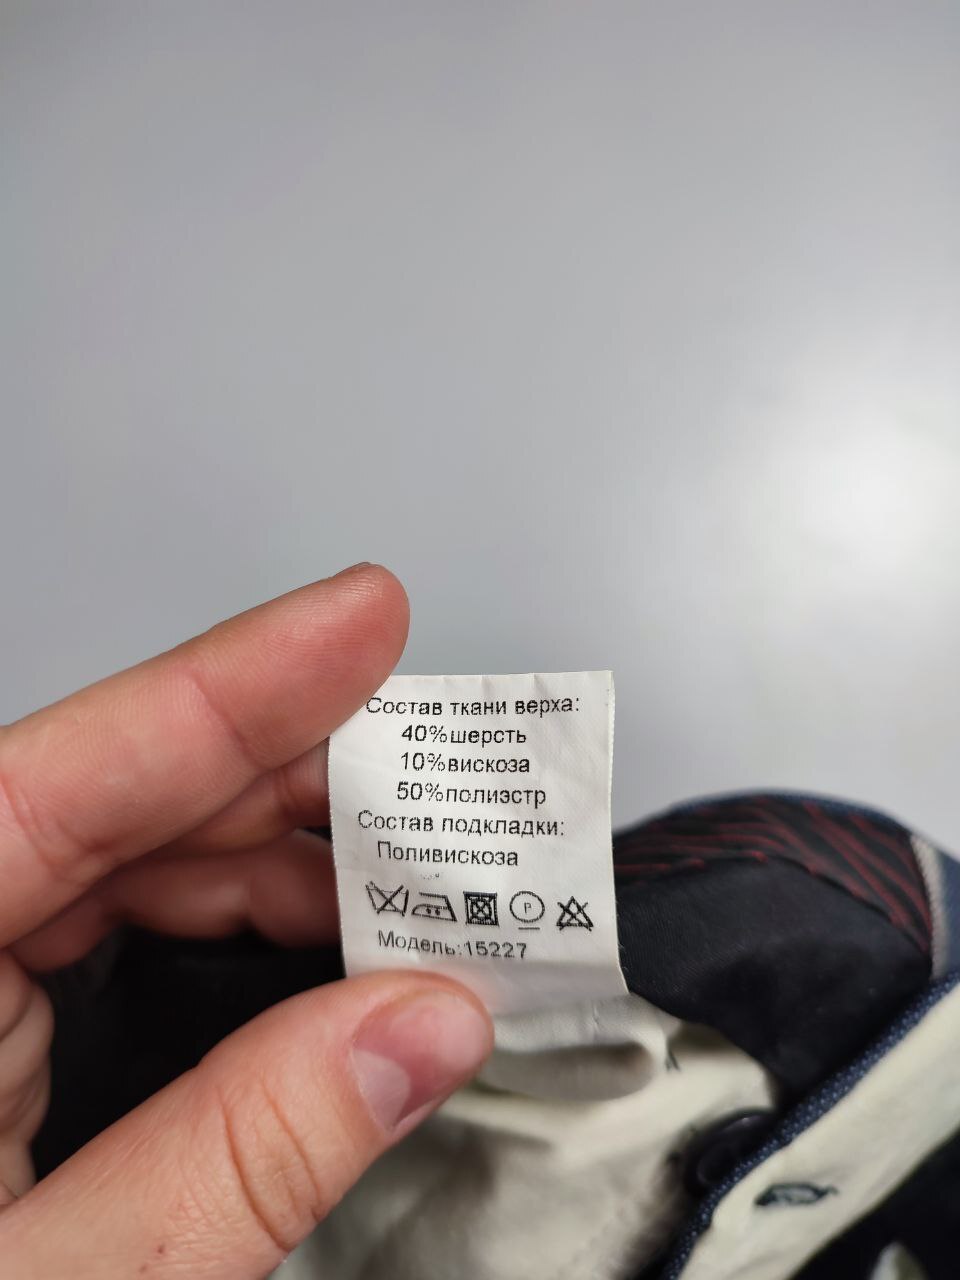 Состав ткани верха:
40%шерсть
10%вискоза
50%полиэстр
Состав подкладки:
Поливискоза
P
Модель:15227